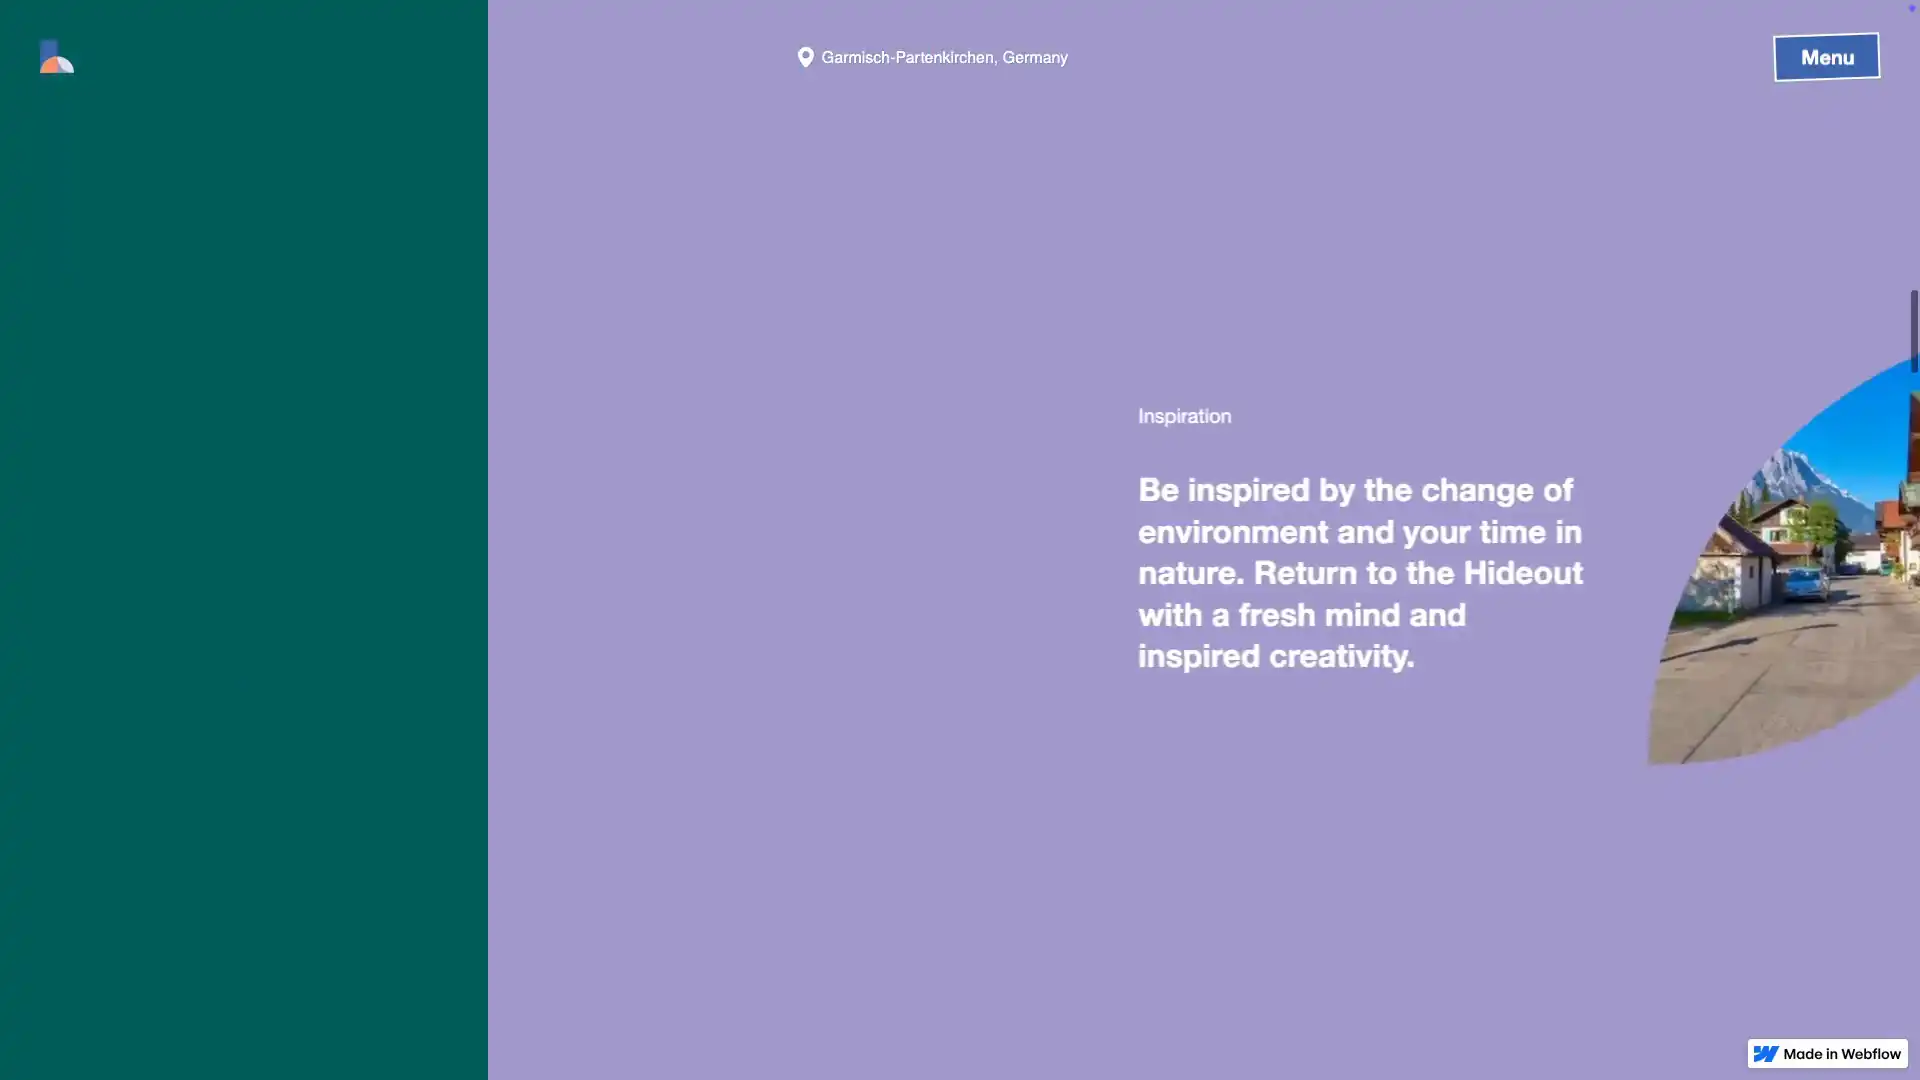 Garmisch-Partenkirchen, Germany
Menu
Inspiration
Be inspired by the change of
environment and your time in
nature. Return to the Hideout
with a fresh mind and
inspired creativity.
Made in Webflow